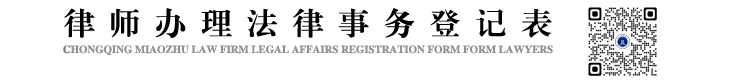 律师办理法律事务登记表
CHONGQING MIAOZHU LAW FIRM LEGAL AFFAIRS REGISTRATION FORM FORM LAWYERS